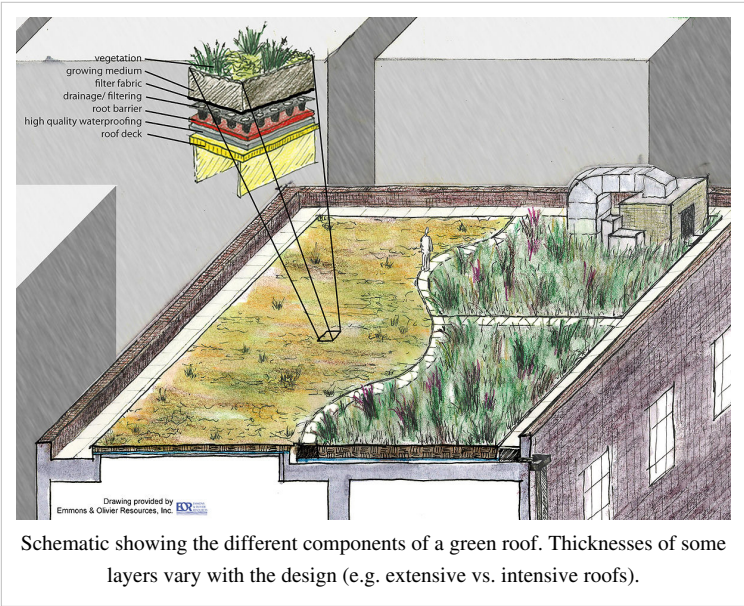 vegetation
growing medium
filter fabric
drainage/ filtering
root barrier
high quality waterproofing
roof deck
Drawing provided by
Emmons & Olivier Resources, Inc.
EOR
Schematic showing the different components of a green roof. Thicknesses of some
layers vary with the design (e.g. extensive vs. intensive roofs).